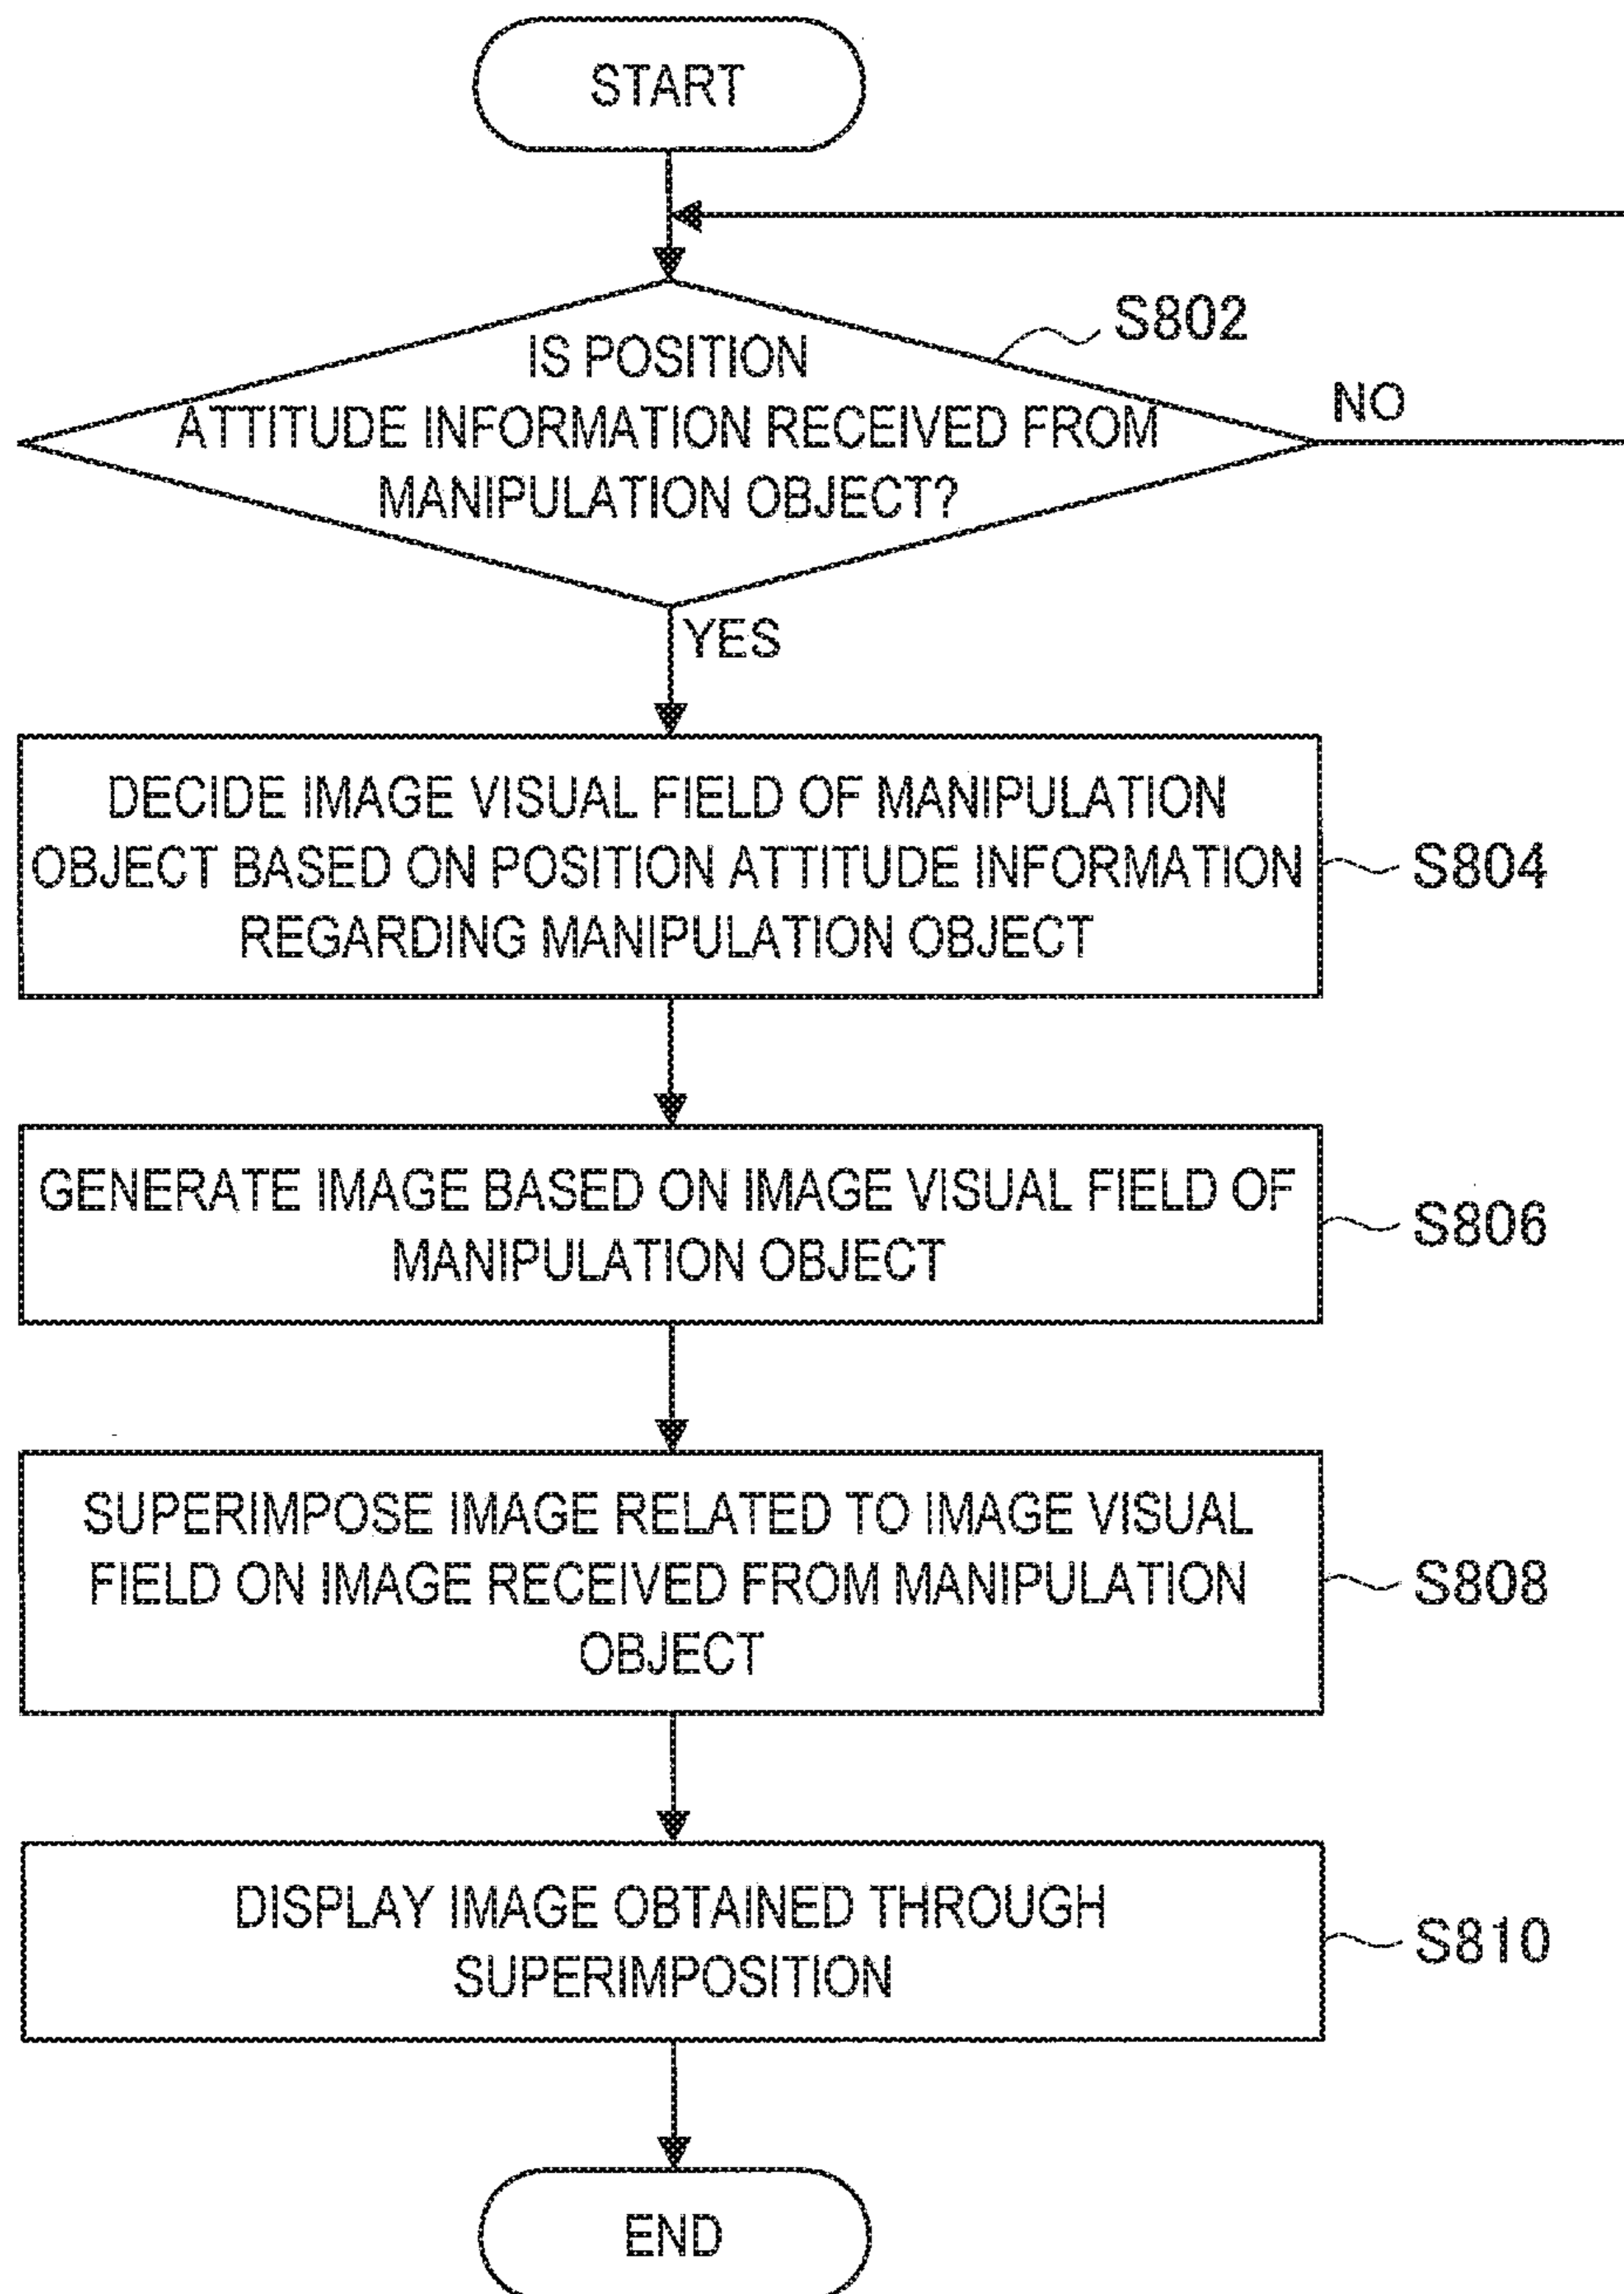 START
S802
IS POSITION
ATTITUDE INFORMATION RECEIVED FROM
MANIPULATION OBJECT?
NO
YES
DECIDE IMAGE VISUAL FIELD OF MANIPULATION
OBJECT BASED ON POSITION ATTITUDE INFORMATION
REGARDING MANIPULATION OBJECT
S804
GENERATE IMAGE BASED ON IMAGE VISUAL FIELD OF
MANIPULATION OBJECT
S806
SUPERIMPOSE IMAGE RELATED TO IMAGE VISUAL
FIELD ON IMAGE RECEIVED FROM MANIPULATION
OBJECT
S808
DISPLAY IMAGE OBTAINED THROUGH
SUPERIMPOSITION
S810
END